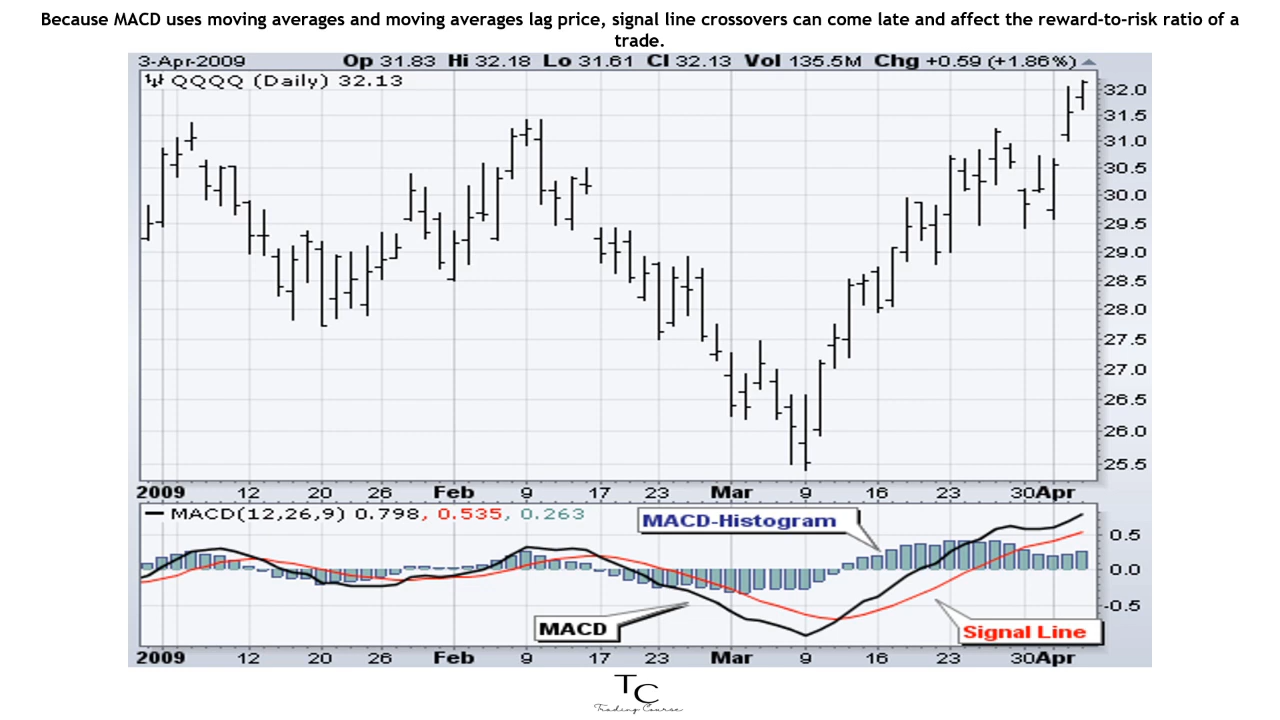 Because MACD uses moving averages and moving averages lag price, signal line crossovers can come late and affect the reward-to-risk ratio of a
trade.
3-Apr-2009 Op 31.83 Hi 32.18 Lo 31.61 Cl 32.13 Vol 135.5M Chg +0.59 (+1.86%)
QQQQ (Daily) 32.13
32.0
31.5
31.0
30.5
30.0
29.5
29.0
28.5
28.0
27.5
27.0
26.5
26.0
25.5
2009 12 20 26 Feb 9 17 23 Mar 9 16 23 30 Apr
MACD(12,26,9) 0.798, 0.535, 0.263
MACD-Histogram
0.5
0.0
-0.5
MACD
Signal Line
2009 12 20 26 Feb 9 17 23 Mar 9 16 23 30 Apr
TC
Trading Course